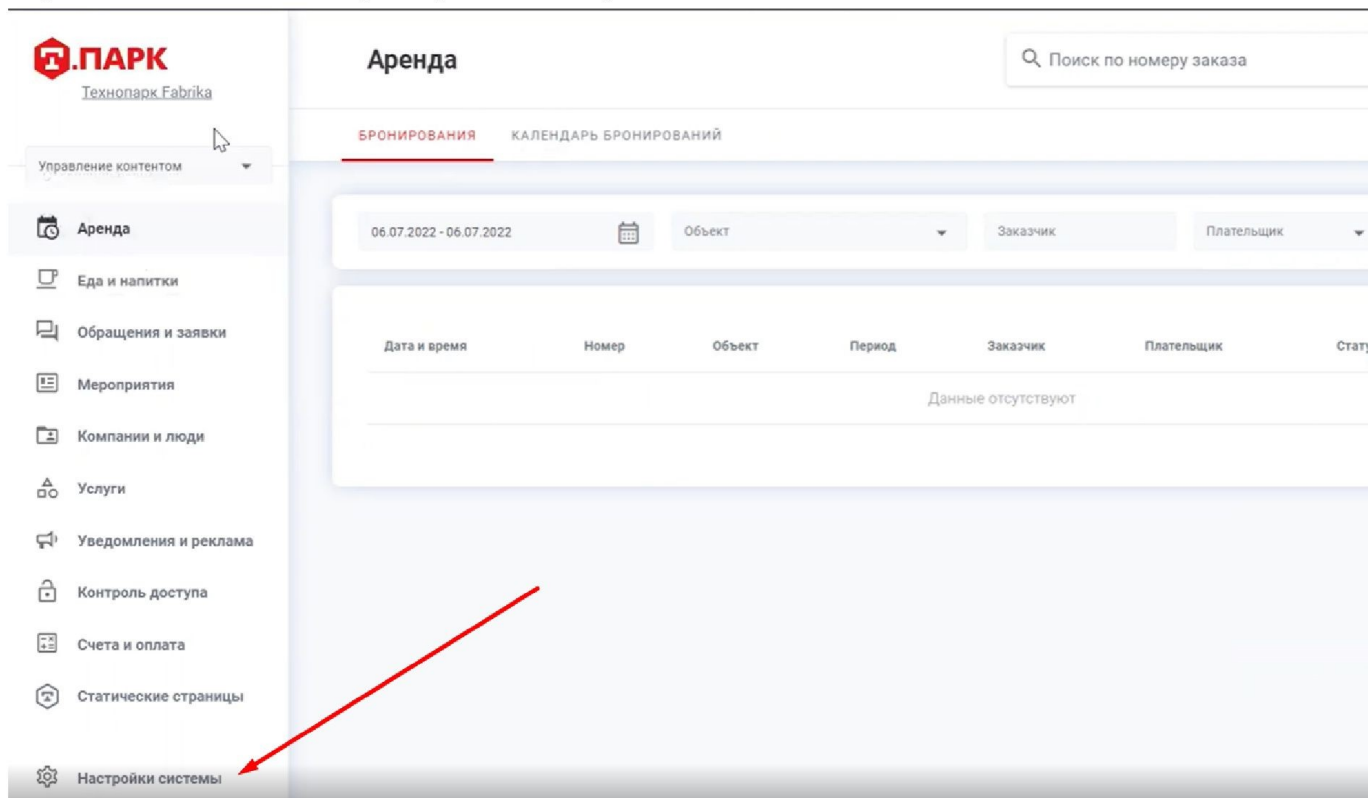 Т.ПАРК
Технопарк Fabrika
Управление контентом
Аренда
Еда и напитки
Обращения и заявки
Мероприятия
Компании и люди
Услуги
Уведомления и реклама
Контроль доступа
Счета и оплата
Статические страницы
Настройки системы
Аренда
Поиск по номеру заказа
БРОНИРОВАНИЯ КАЛЕНДАРЬ БРОНИРОВАНИЙ
06.07.2022 - 06.07.2022 Объект Заказчик Плательщик
Дата и время Номер Объект Период Заказчик Плательщик Стату
Данные отсутствуют